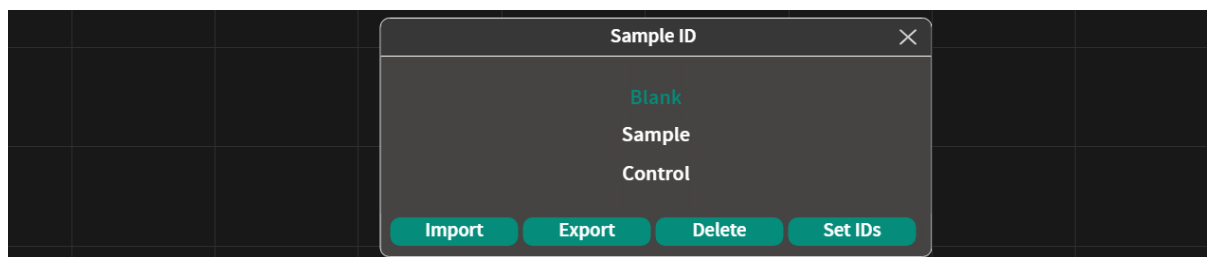 Sample ID
Blank
Sample
Control
Import Export Delete Set IDs